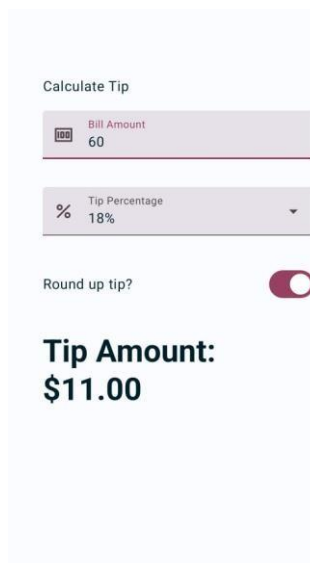 Calculate Tip
Bill Amount
60
Tip Percentage
18%
Round up tip?
Tip Amount:
$11.00